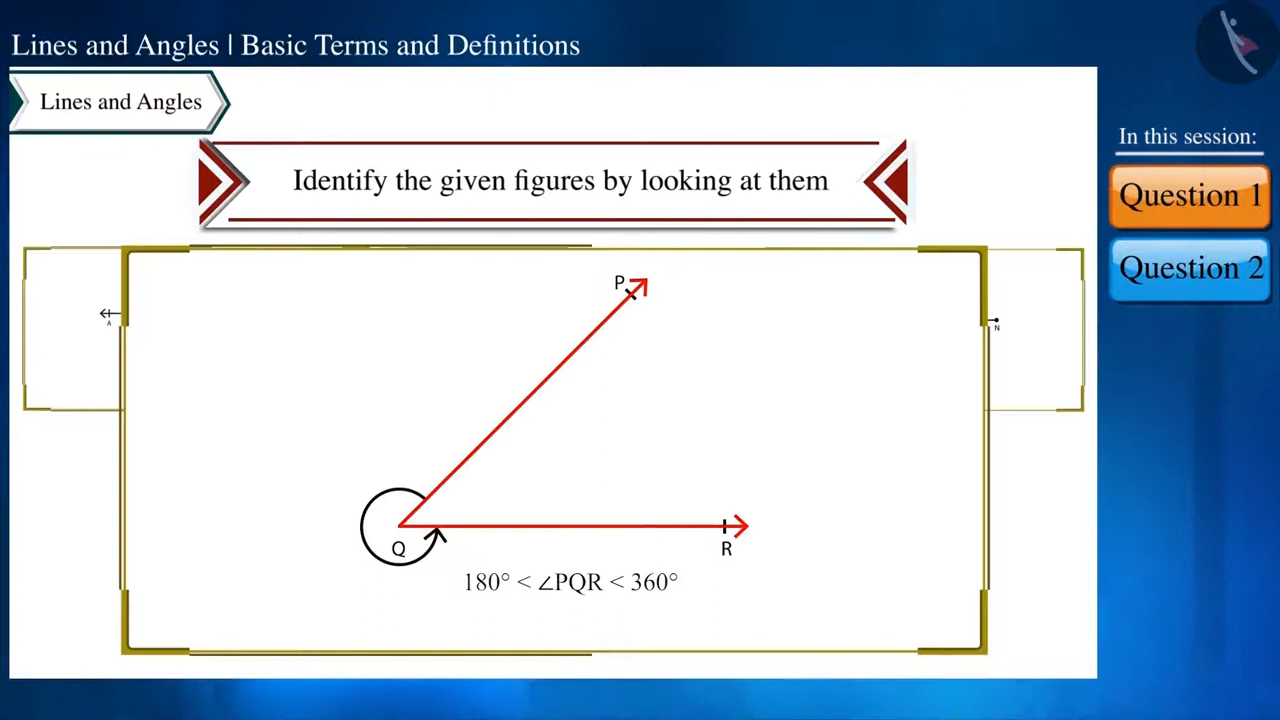 Lines and Angles | Basic Terms and Definitions
Lines and Angles
In this session:
Identify the given figures by looking at them
Question 1
Question 2
P
A
N
Q
R
180° < ∠PQR < 360°